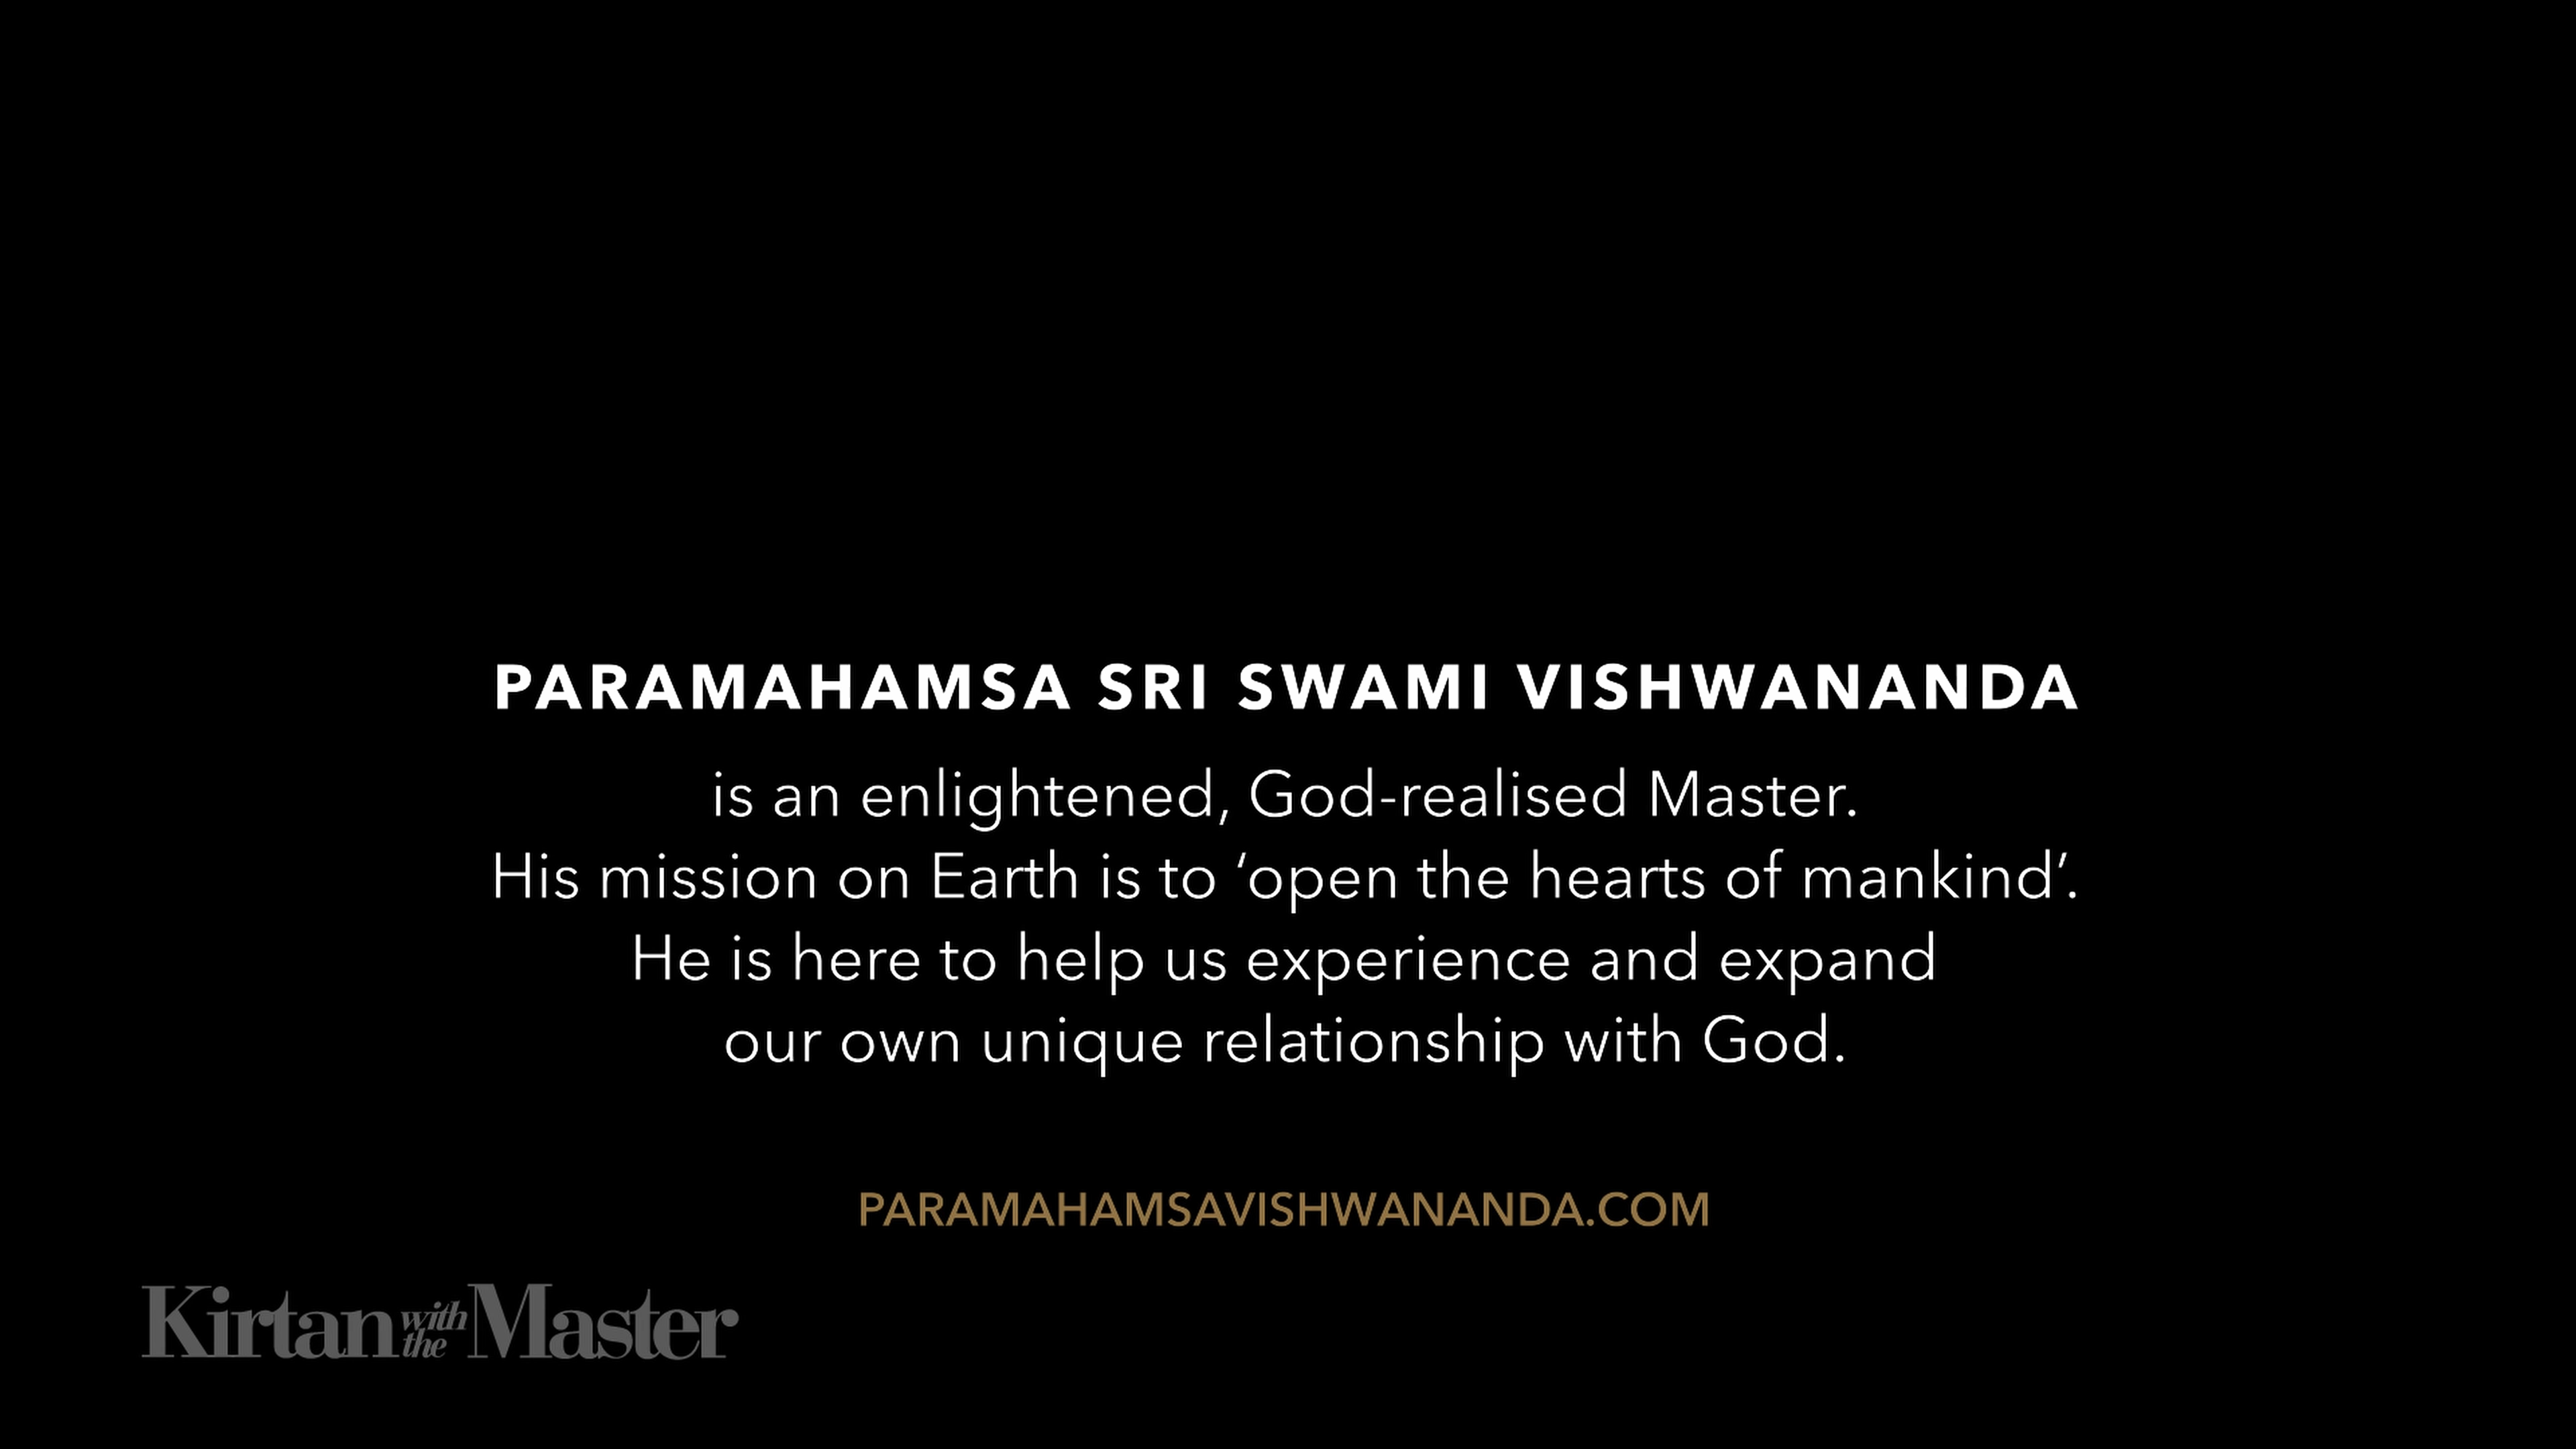 PARAMAHAMSA SRI SWAMI VISHWANANDA
is an enlightened, God-realised Master.
His mission on Earth is to ‘open the hearts of mankind’.
He is here to help us experience and expand
our own unique relationship with God.
PARAMAHAMSAVISHWANANDA.COM
Kirtan with the Master